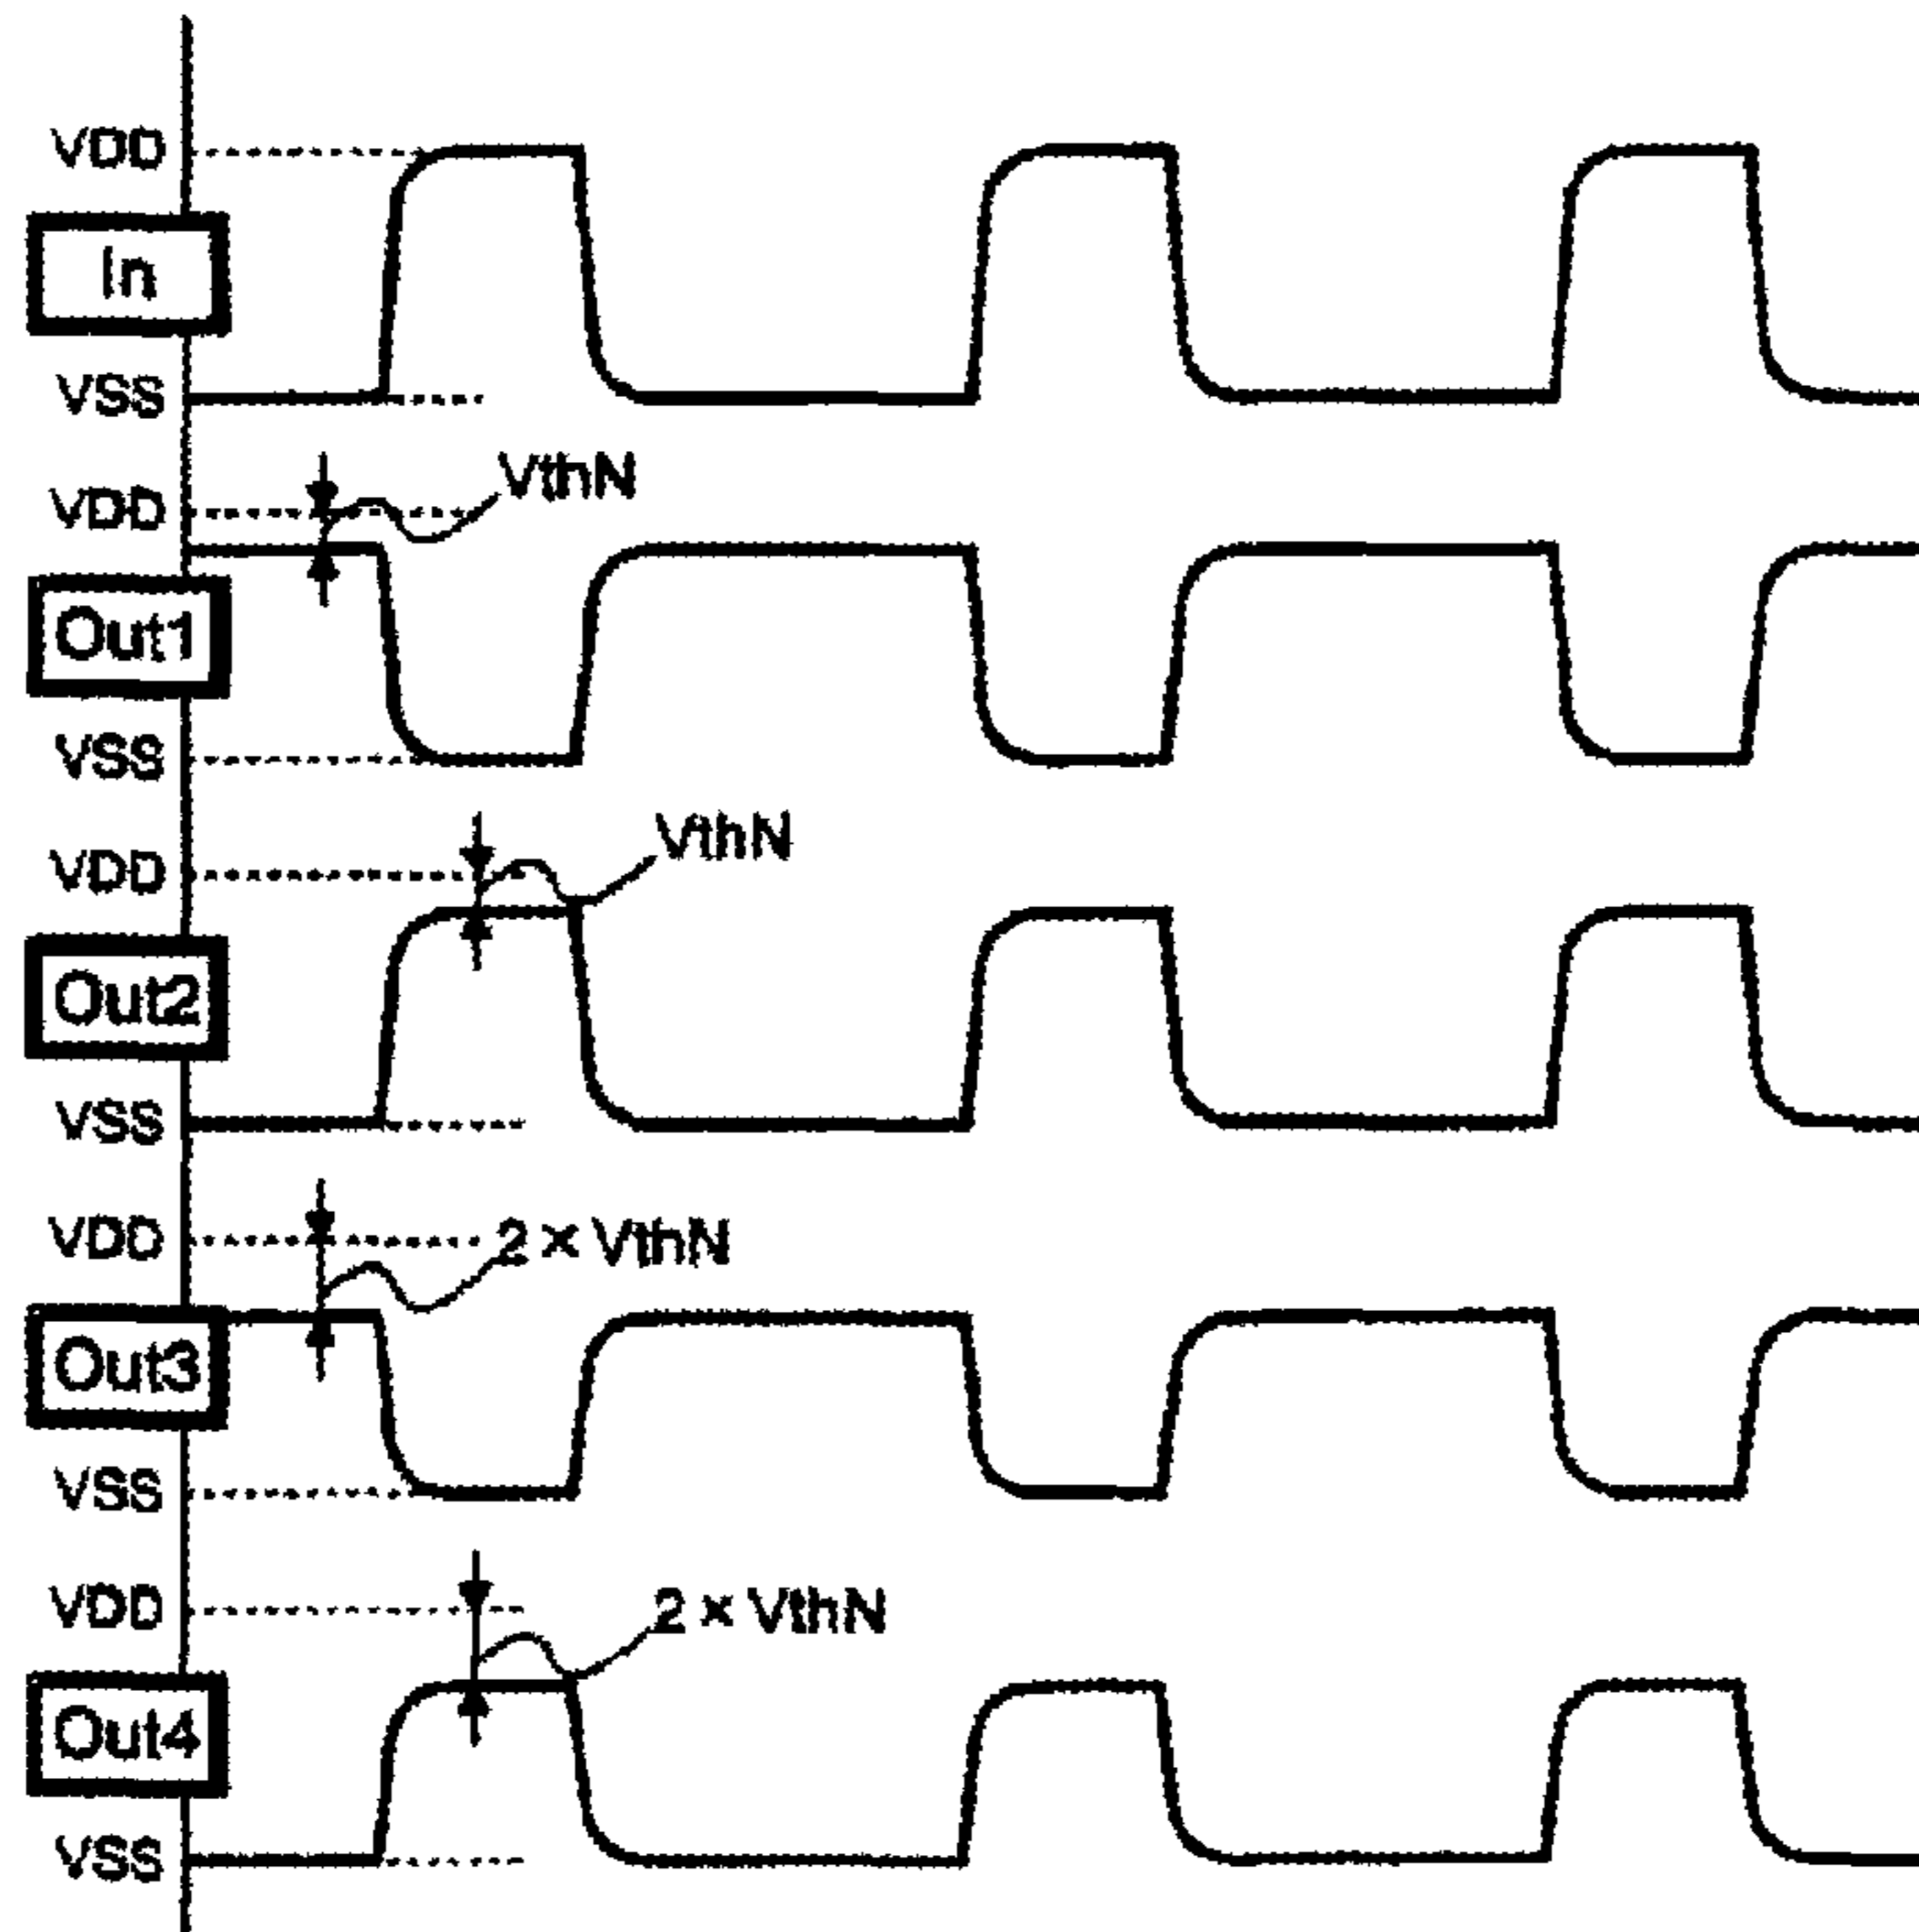 VDD
In
VSS
VthN
VDD
Out1
VSS
VthN
VDD
Out2
VSS
VDD
2 × VthN
Out3
VSS
VDD
2 × VthN
Out4
VSS